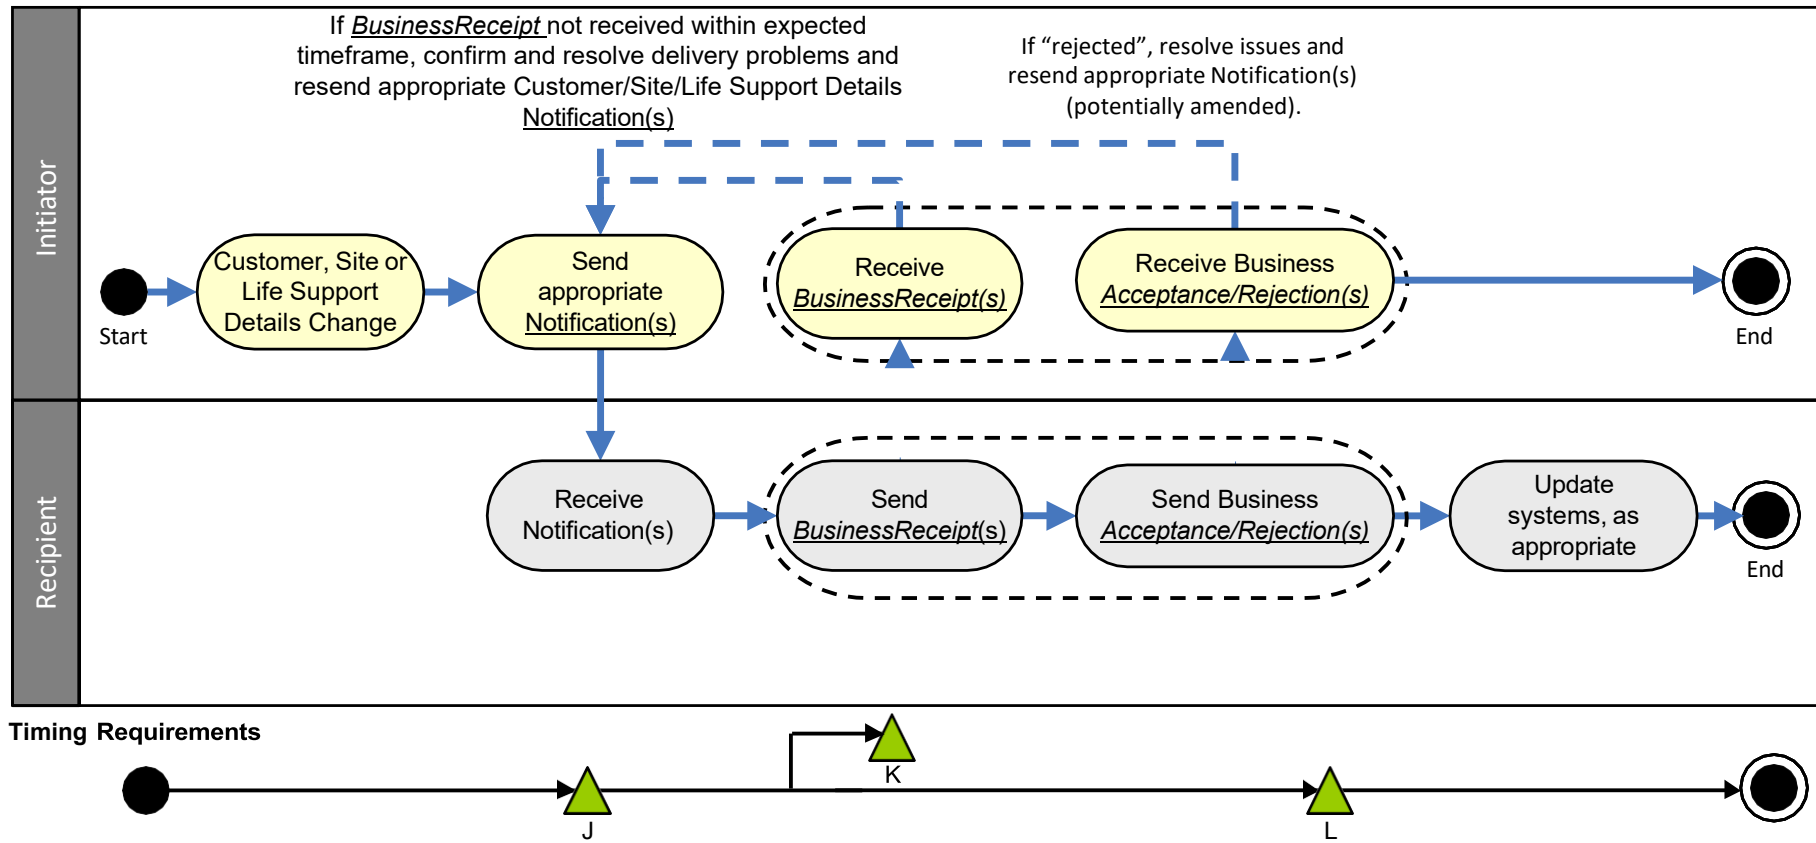 If BusinessReceipt not received within expected
timeframe, confirm and resolve delivery problems and
resend appropriate Customer/Site/Life Support Details
Notification(s)
If “rejected”, resolve issues and
resend appropriate Notification(s)
(potentially amended).
Initiator
Start
Customer, Site or
Life Support
Details Change
Send
appropriate
Notification(s)
Receive
BusinessReceipt(s)
Receive Business
Acceptance/Rejection(s)
End
Recipient
Receive
Notification(s)
Send
BusinessReceipt(s)
Send Business
Acceptance/Rejection(s)
Update
systems, as
appropriate
End
Timing Requirements
K
J
L